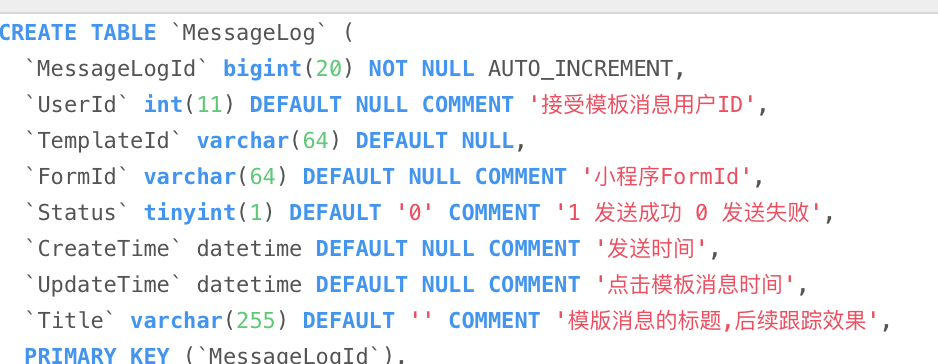 CREATE TABLE `MessageLog` (
  `MessageLogId` bigint(20) NOT NULL AUTO_INCREMENT,
  `UserId` int(11) DEFAULT NULL COMMENT '接受模板消息用户ID',
  `TemplateId` varchar(64) DEFAULT NULL,
  `FormId` varchar(64) DEFAULT NULL COMMENT '小程序FormId',
  `Status` tinyint(1) DEFAULT '0' COMMENT '1 发送成功 0 发送失败',
  `CreateTime` datetime DEFAULT NULL COMMENT '发送时间',
  `UpdateTime` datetime DEFAULT NULL COMMENT '点击模板消息时间',
  `Title` varchar(255) DEFAULT '' COMMENT '模版消息的标题,后续跟踪效果',
  PRIMARY KEY (`MessageLogId`),